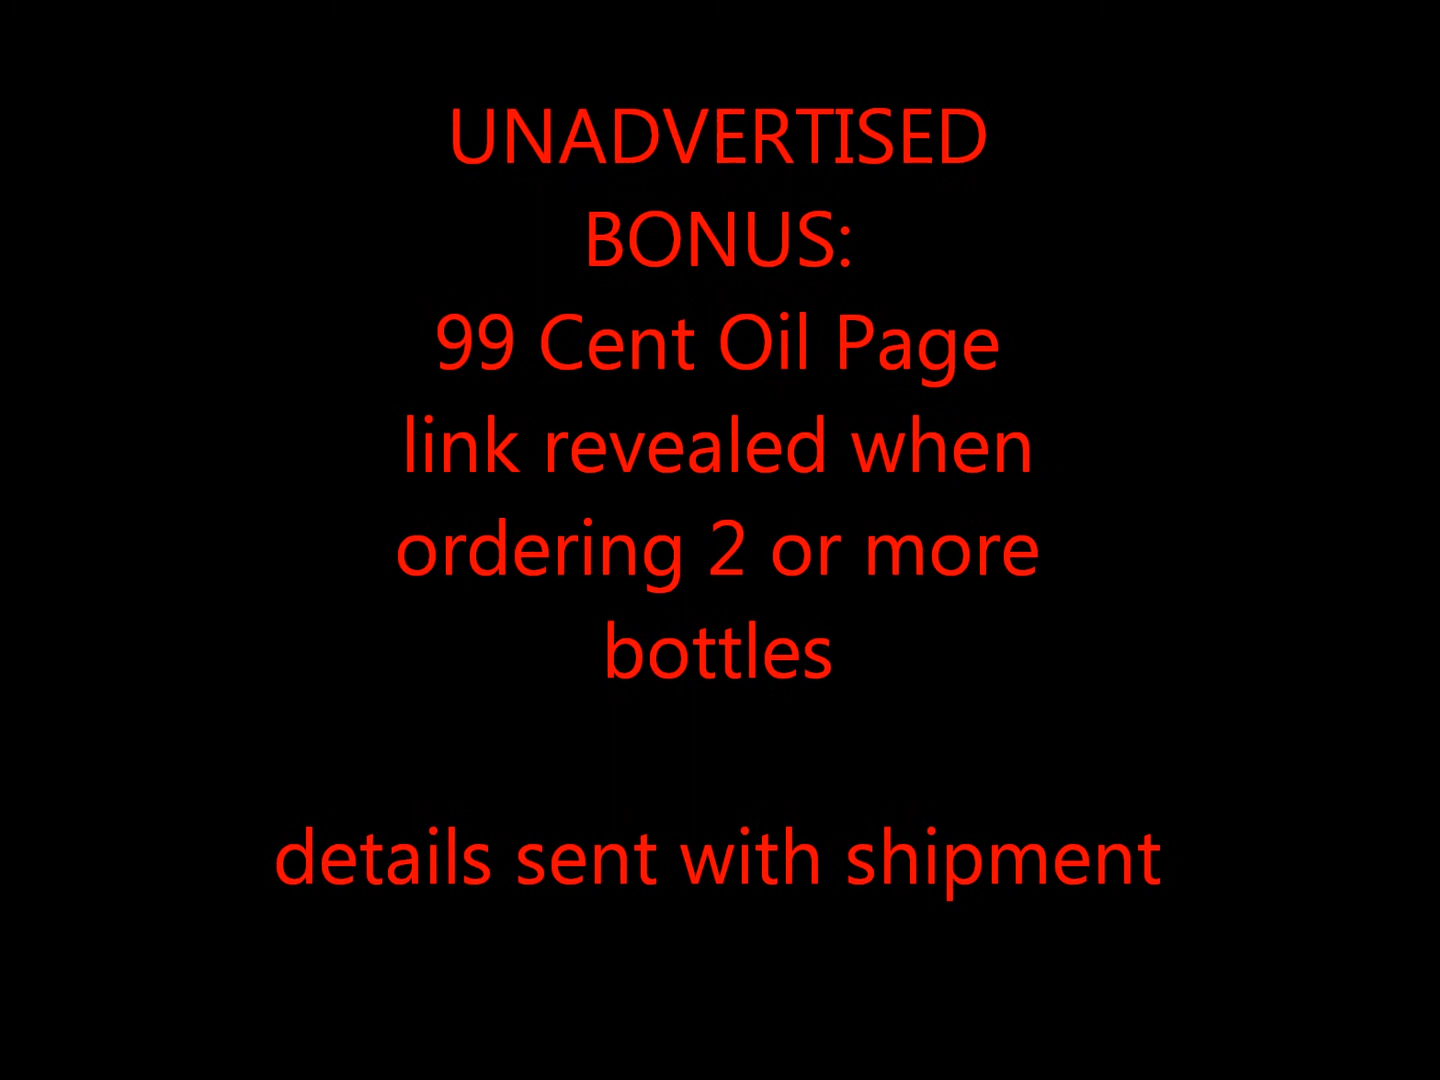 UNADVERTISED
BONUS:
99 Cent Oil Page
link revealed when
ordering 2 or more
bottles
details sent with shipment